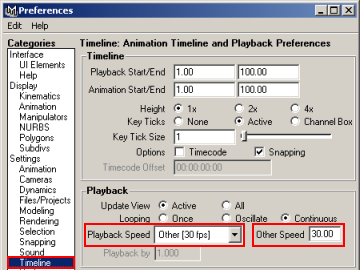 Preferences
Edit Help
Categories
Interface
UI Elements
Help
Display
Kinematics
Animation
Manipulators
NURBS
Polygons
Subdivs
Settings
Animation
Cameras
Dynamics
Files/Projects
Modeling
Rendering
Selection
Snapping
Sound
Timeline
Timeline: Animation Timeline and Playback Preferences
Timeline
Playback Start/End 1.00 100.00
Animation Start/End 1.00 100.00
Height 1x 2x 4x
Key Ticks None Active Channel Box
Key Tick Size 1
Options Timecode Snapping
Timecode Offset 00:00:00:00
Playback
Update View Active All
Looping Once Oscillate Continuous
Playback Speed Other [30 fps] Other Speed 30.00
Playback by 1.000